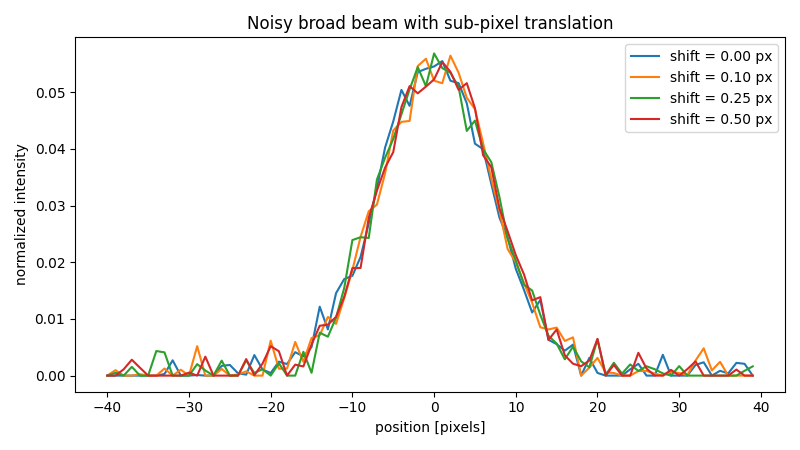 Noisy broad beam with sub-pixel translation
shift = 0.00 px
shift = 0.10 px
shift = 0.25 px
shift = 0.50 px
normalized intensity
0.05
0.04
0.03
0.02
0.01
0.00
−40 −30 −20 −10 0 10 20 30 40
position [pixels]